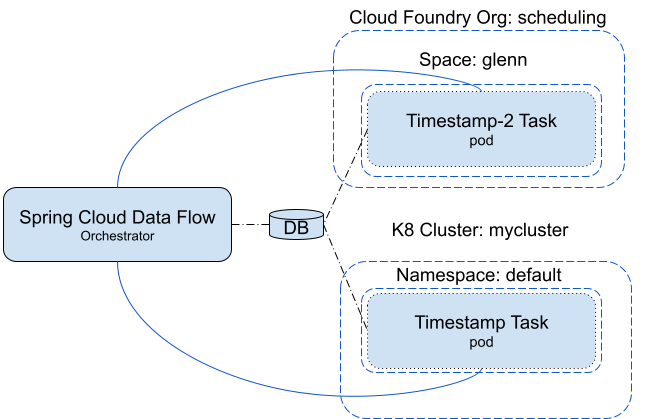 Cloud Foundry Org: scheduling
Space: glenn
Timestamp-2 Task
pod
Spring Cloud Data Flow
Orchestrator
DB
K8 Cluster: mycluster
Namespace: default
Timestamp Task
pod